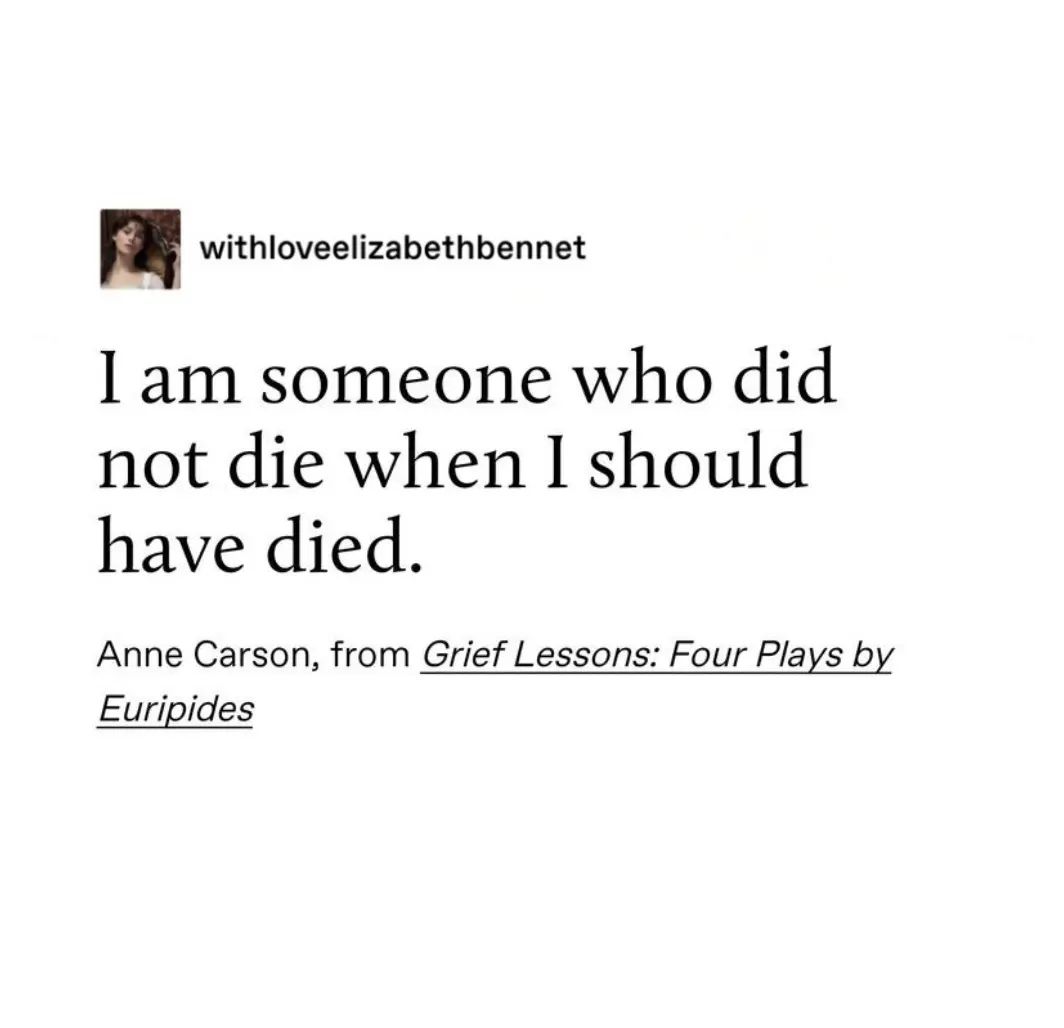 withloveelizabethbennet
I am someone who did
not die when I should
have died.
Anne Carson, from Grief Lessons: Four Plays by
Euripides